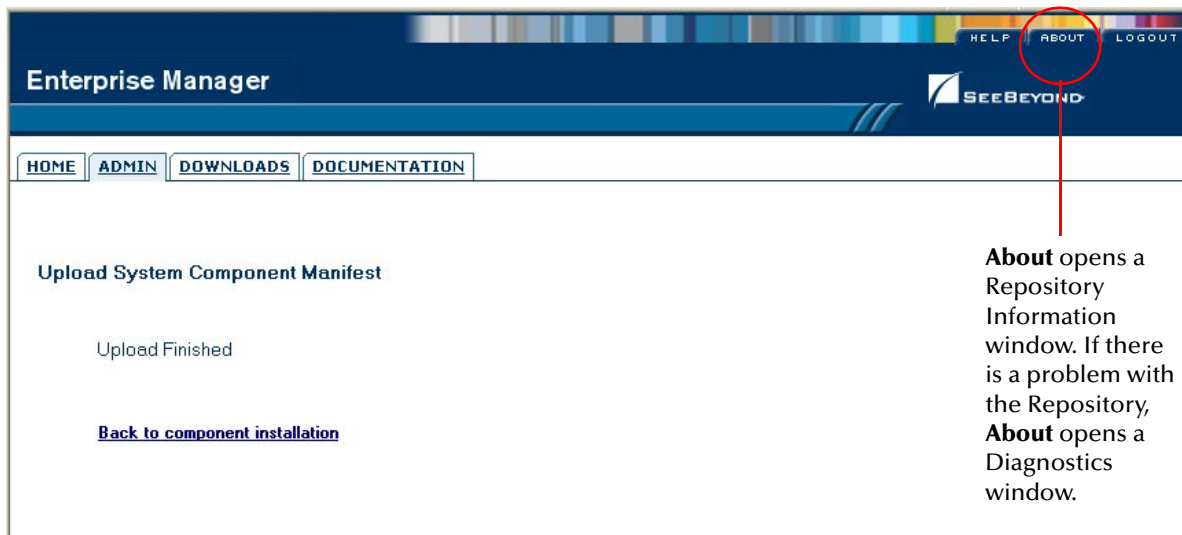 HELP ABOUT LOGOUT
Enterprise Manager
SEEBEYOND
HOME ADMIN DOWNLOADS DOCUMENTATION
Upload System Component Manifest
Upload Finished
Back to component installation
About opens a
Repository
Information
window. If there
is a problem with
the Repository,
About opens a
Diagnostics
window.